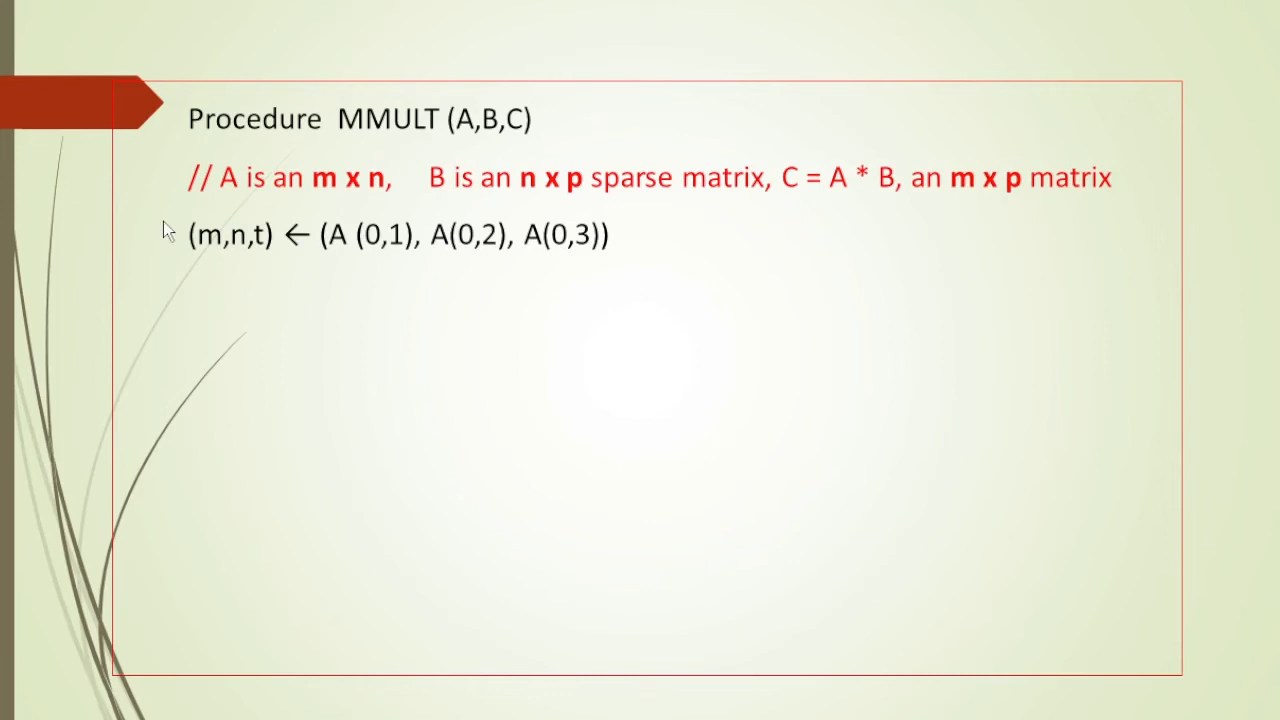 Procedure MMULT (A,B,C)
// A is an m x n, B is an n x p sparse matrix, C = A * B, an m x p matrix
(m,n,t) ← (A (0,1), A(0,2), A(0,3))